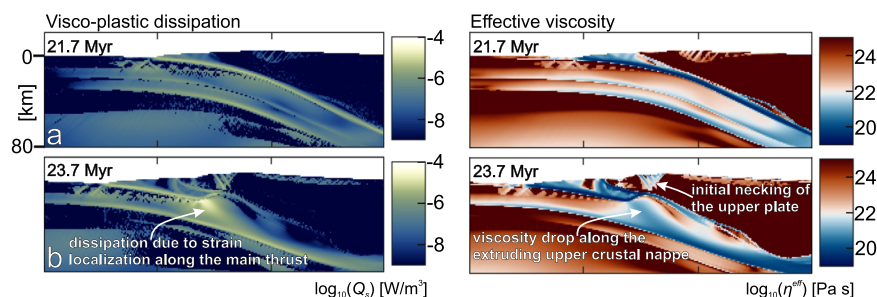 Visco-plastic dissipation
Effective viscosity
21.7 Myr
0
[km]
80
a
-4
-6
-8
21.7 Myr
24
22
20
23.7 Myr
b
dissipation due to strain
localization along the main thrust
-4
-6
-8
23.7 Myr
initial necking of
the upper plate
viscosity drop along the
extruding upper crustal nappe
24
22
20
log₁₀(Qₛ) [W/m³]
log₁₀(ηᵉᶠᶠ) [Pa s]